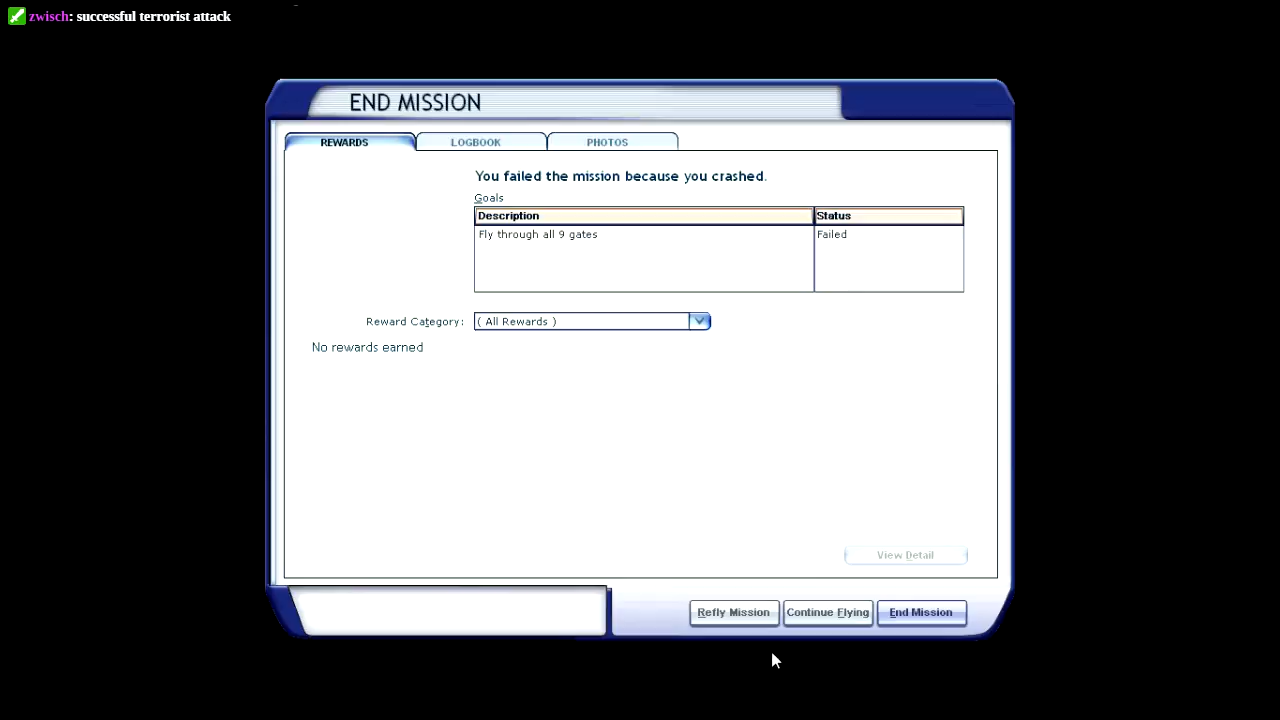 zwisch: successful terrorist attack
END MISSION
REWARDS LOGBOOK PHOTOS
You failed the mission because you crashed.
Goals
Description Status
Fly through all 9 gates Failed
Reward Category: ( All Rewards )
No rewards earned
View Detail
Refly Mission Continue Flying End Mission